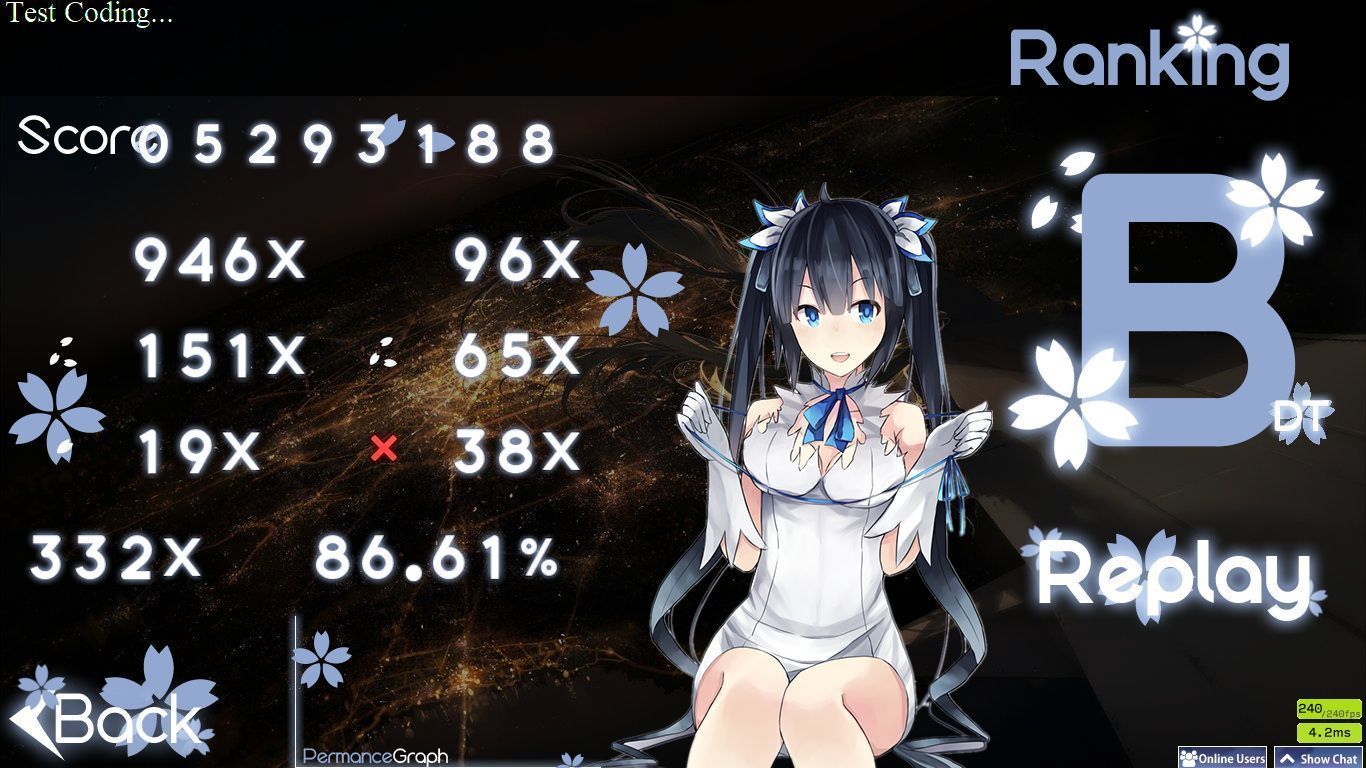 Test Coding...
Ranking
Score 05293188
946X 96X
151X 65X
19X 38X
332X 86.61%
B
DT
Replay
Back
PermanceGraph
240/240fps
4.2ms
Online Users Show Chat